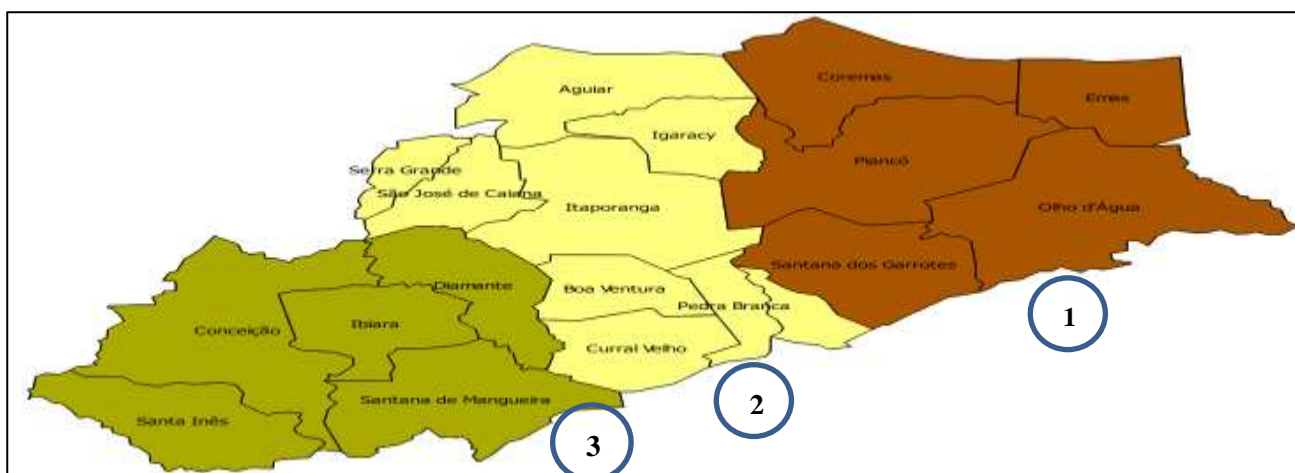 Coremas
Emas
Aguiar
Igaracy
Piancó
Serra Grande
São José de Caiana
Itaporanga
Olho d'Água
Santana dos Garrotes
Diamante
Boa Ventura
Pedra Branca
Conceição
Ibiara
Curral Velho
Santana de Mangueira
Santa Inês
1
2
3